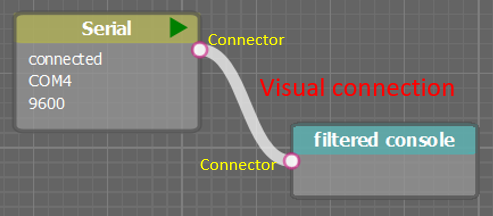 Serial
Connector
connected
COM4
9600
Visual connection
filtered console
Connector